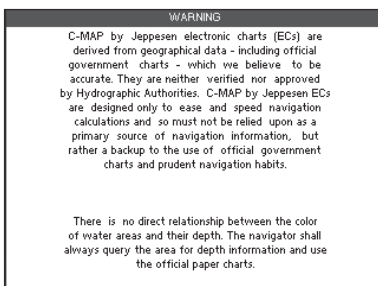 WARNING
C-MAP by Jeppesen electronic charts (ECs) are
derived from geographical data - including official
government charts - which we believe to be
accurate. They are neither verified nor approved
by Hydrographic Authorities. C-MAP by Jeppesen ECs
are designed only to ease and speed navigation
calculations and so must not be relied upon as a
primary source of navigation information, but
rather a backup to the use of official government
charts and prudent navigation habits.
There is no direct relationship between the color
of water areas and their depth. The navigator shall
always query the area for depth information and use
the official paper charts.